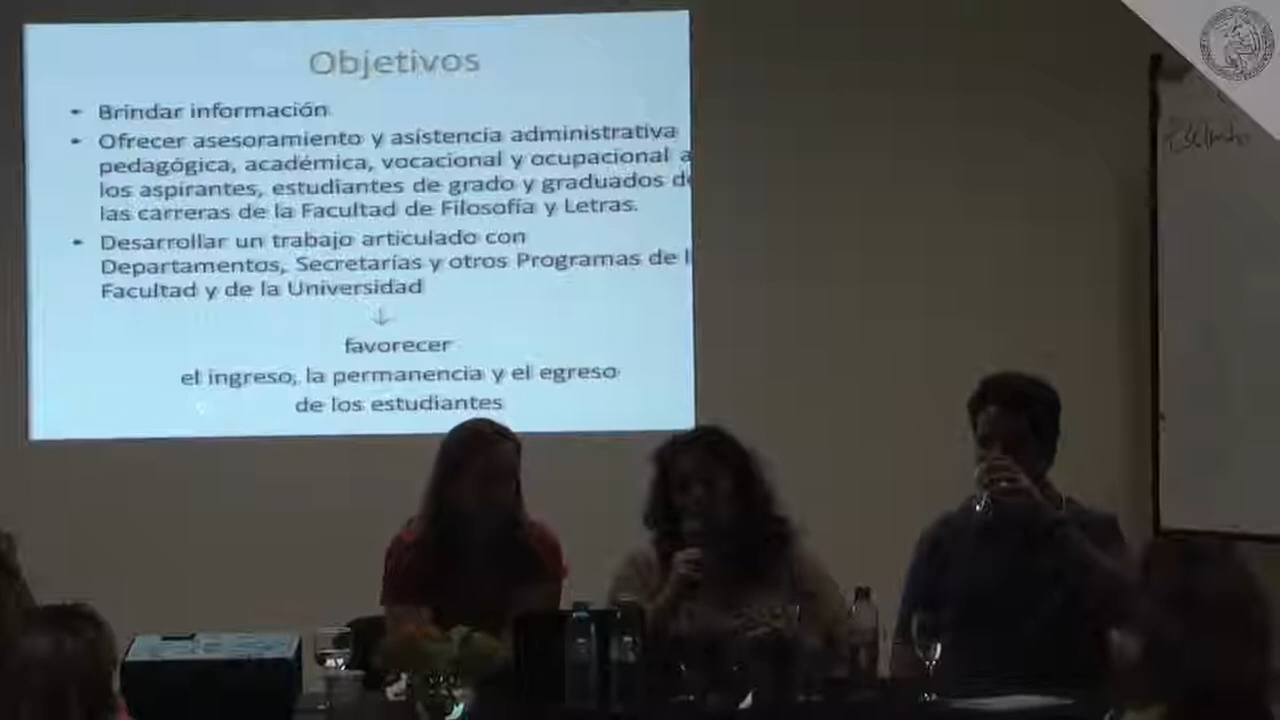 Objetivos
- Brindar información
- Ofrecer asesoramiento y asistencia administrativa
pedagógica, académica, vocacional y ocupacional a
los aspirantes, estudiantes de grado y graduados de
las carreras de la Facultad de Filosofía y Letras.
- Desarrollar un trabajo articulado con
Departamentos, Secretarías y otros Programas de l
Facultad y de la Universidad
↓
favorecer
el ingreso, la permanencia y el egreso
de los estudiantes